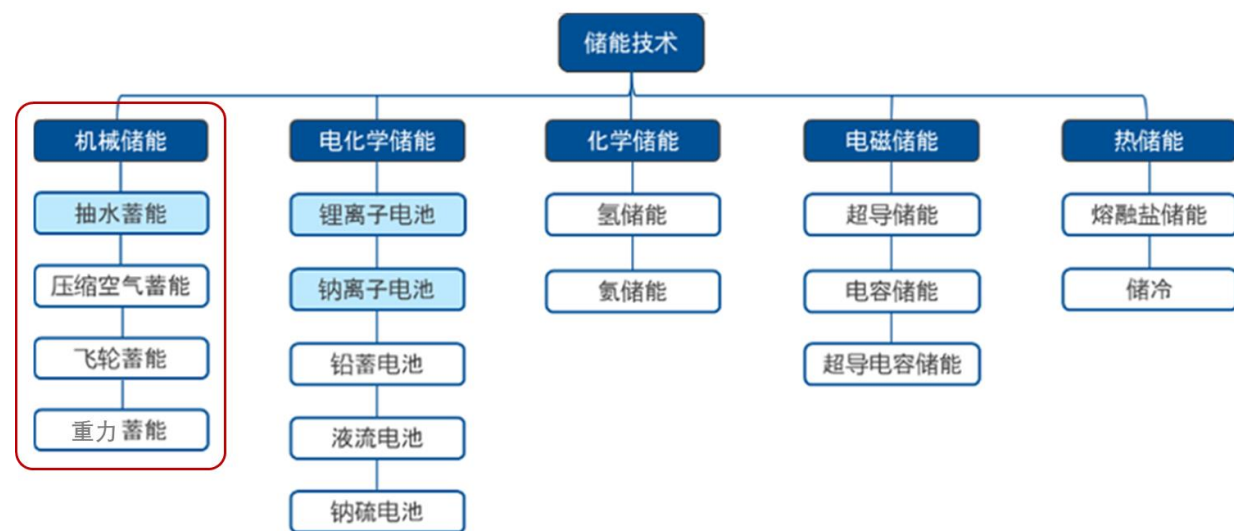 储能技术
机械储能
抽水蓄能
压缩空气蓄能
飞轮蓄能
重力蓄能
电化学储能
锂离子电池
钠离子电池
铅蓄电池
液流电池
钠硫电池
化学储能
氢储能
氨储能
电磁储能
超导储能
电容储能
超导电容储能
热储能
熔融盐储能
储冷